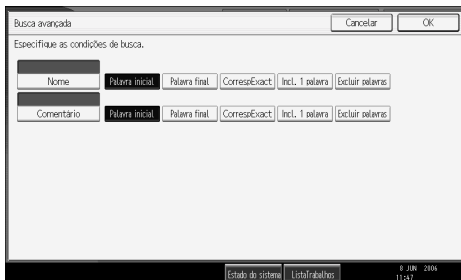 Busca avançada Cancelar OK
Especifique as condições de busca.
Nome Palavra inicial Palavra final CorrespExact Incl. 1 palavra Excluir palavras
Comentário Palavra inicial Palavra final CorrespExact Incl. 1 palavra Excluir palavras
Estado do sistema ListaTrabalhos 8 JUN 2006
11:47